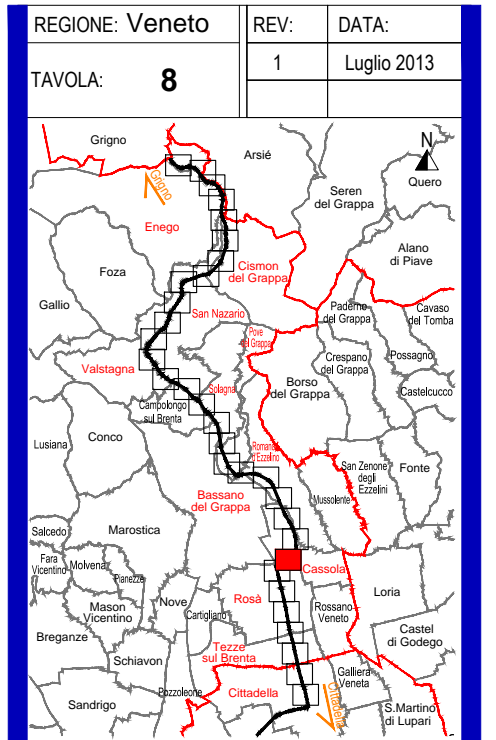 REGIONE: Veneto
REV:
DATA:
TAVOLA: 8
1
Luglio 2013
Grigno
Arsié
N
Quero
Grigno
Seren
del Grappa
Enego
Alano
di Piave
Cismon
del Grappa
Foza
Gallio
San Nazario
Paderno
del Grappa
Cavaso
del Tomba
Pove
del Grappa
Crespano
del Grappa
Possagno
Valstagna
Solagna
Borso
del Grappa
Castelcucco
Campolongo
sul Brenta
Lusiana
Conco
Romano
d'Ezzelino
San Zenone
degli
Ezzelini
Fonte
Bassano
del Grappa
Mussolente
Salcedo
Marostica
Fara
Vicentino
Molvena
Pianezze
Cassola
Loria
Mason
Vicentino
Nove
Rosà
Cartigliano
Rossano
Veneto
Breganze
Castel
di Godego
Schiavon
Tezze
sul Brenta
Galliera
Veneta
Pozzoleone
Cittadella
Cittadella
Sandrigo
S.Martino
di Lupari